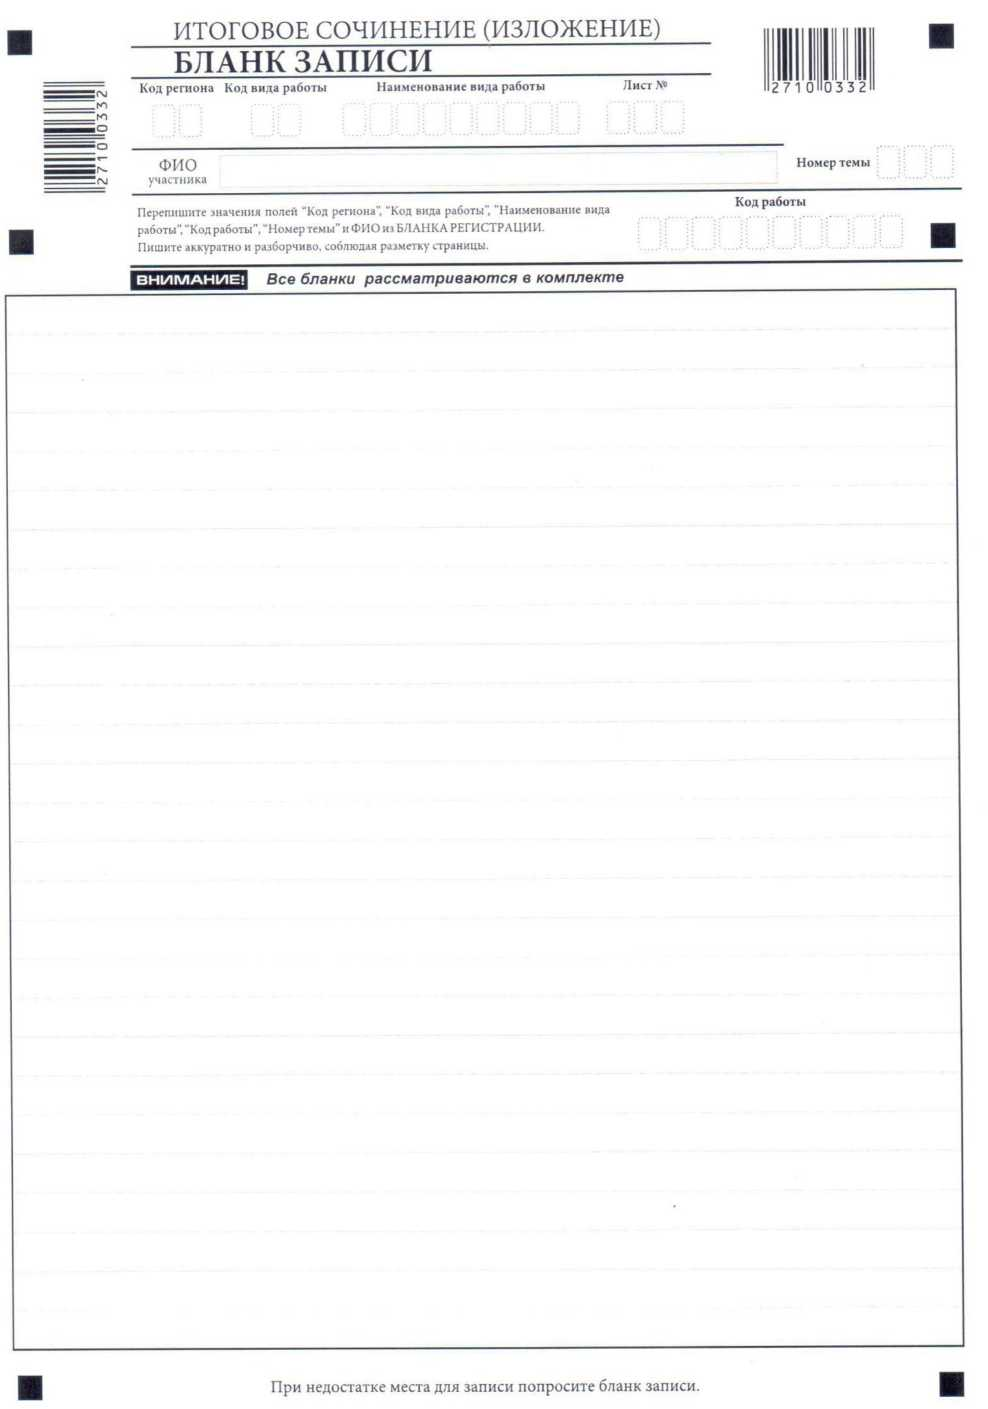 ИТОГОВОЕ СОЧИНЕНИЕ (ИЗЛОЖЕНИЕ)
БЛАНК ЗАПИСИ
2710 0332
2710 0332
Код региона Код вида работы Наименование вида работы Лист №
ФИО
участника
Номер темы
Перепишите значения полей "Код региона", "Код вида работы", "Наименование вида
работы", "Код работы", "Номер темы" и ФИО из БЛАНКА РЕГИСТРАЦИИ.
Пишите аккуратно и разборчиво, соблюдая разметку страницы.
Код работы
ВНИМАНИЕ! Все бланки рассматриваются в комплекте
При недостатке места для записи попросите бланк записи.